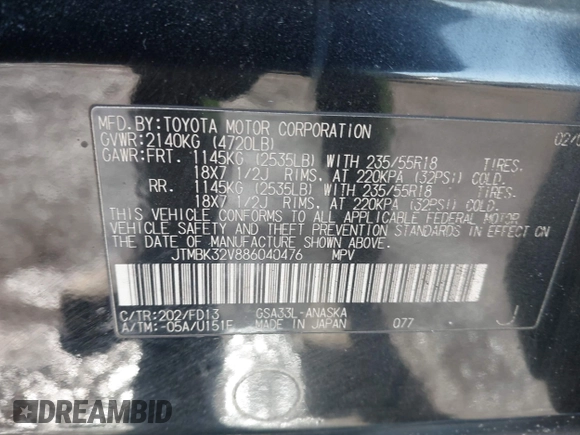 MFD.BY:TOYOTA MOTOR CORPORATION 02/0
GVWR:2140KG (4720LB)
GAWR:FRT. 1145KG (2535LB) WITH 235/55R18 TIRES.
18X7 1/2J RIMS. AT 220KPA (32PSi) COLD.
RR. 1145KG (2535LB) WITH 235/55R18 TIRES.
18X7 1/2J RIMS. AT 220KPA (32PSi) COLD.
THIS VEHICLE CONFORMS TO ALL APPLICABLE FEDERAL MOTOR
VEHICLE SAFETY AND THEFT PREVENTION STANDARDS IN EFFECT
ON THE DATE OF MANUFACTURE SHOWN ABOVE.
JTMBK32V886040476 MPV
C/TR:202/FD13 GSA33L-ANASKA
A/TM:-05A/U151F MADE IN JAPAN 077 J
DREAMBID